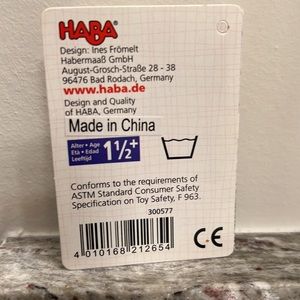 HABA
Design: Ines Frömelt
Habermaaß GmbH
August-Grosch-Straße 28 - 38
96476 Bad Rodach, Germany
www.haba.de
Design and Quality
of HABA, Germany
Made in China
Alter • Age
Età • Edad
Leeftijd
1½+
Conforms to the requirements of
ASTM Standard Consumer Safety
Specification on Toy Safety, F 963.
300577
4 010168 212654
CE